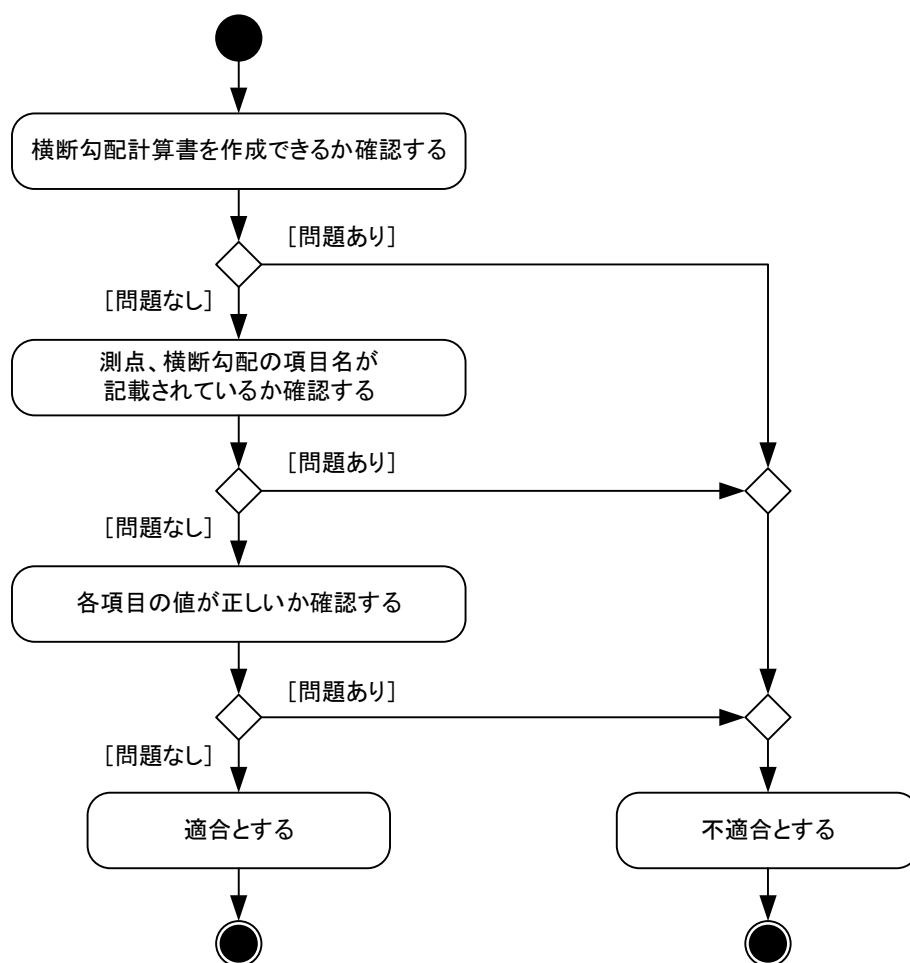 横断勾配計算書を作成できるか確認する
［問題あり］
［問題なし］
測点、横断勾配の項目名が
記載されているか確認する
［問題あり］
［問題なし］
各項目の値が正しいか確認する
［問題あり］
［問題なし］
適合とする
不適合とする